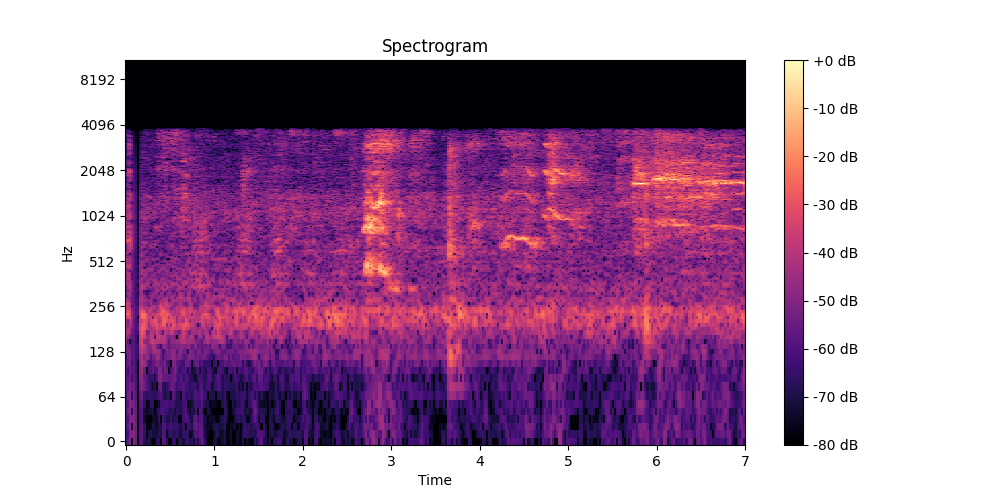 Spectrogram
8192
4096
2048
1024
512
256
128
64
0
Hz
0 1 2 3 4 5 6 7
Time
+0 dB
-10 dB
-20 dB
-30 dB
-40 dB
-50 dB
-60 dB
-70 dB
-80 dB